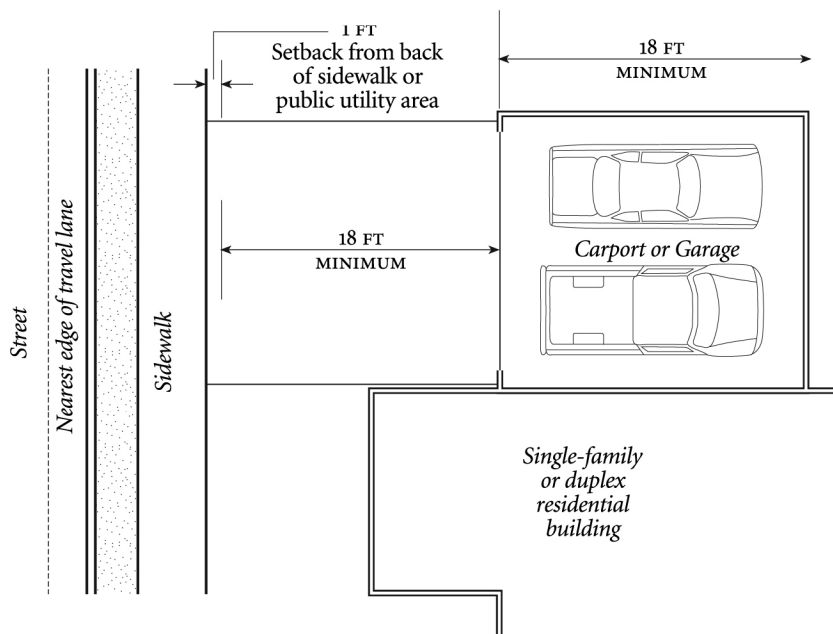 1 FT
Setback from back
of sidewalk or
public utility area
18 FT
MINIMUM
18 FT
MINIMUM
Carport or Garage
Street
Nearest edge of travel lane
Sidewalk
Single-family
or duplex
residential
building